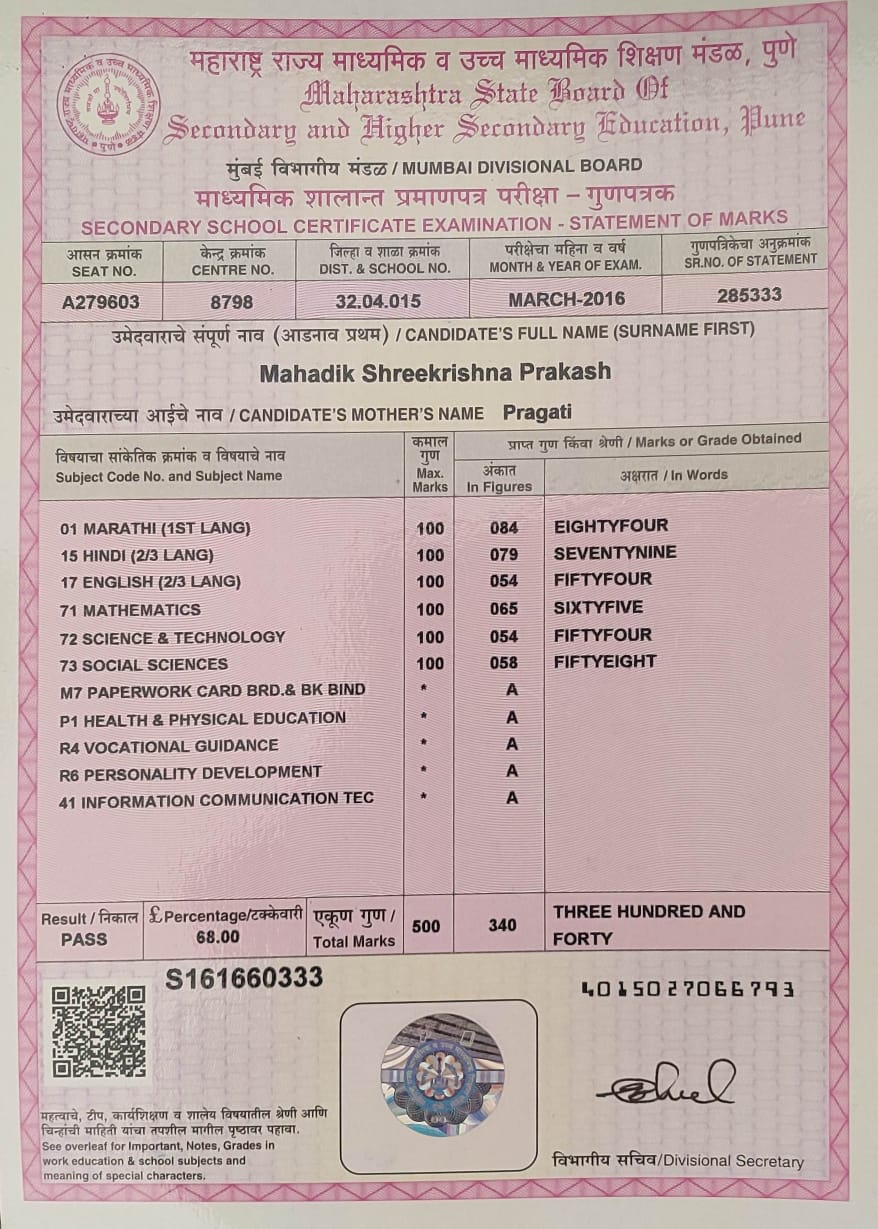 महाराष्ट्र राज्य माध्यमिक व उच्च माध्यमिक शिक्षण मंडळ, पुणे
Maharashtra State Board Of
Secondary and Higher Secondary Education, Pune
मुंबई विभागीय मंडळ / MUMBAI DIVISIONAL BOARD
माध्यमिक शालान्त प्रमाणपत्र परीक्षा – गुणपत्रक
SECONDARY SCHOOL CERTIFICATE EXAMINATION - STATEMENT OF MARKS
आसन क्रमांक केन्द्र क्रमांक जिल्हा व शाळा क्रमांक परीक्षेचा महिना व वर्ष गुणपत्रिकेचा अनुक्रमांक
SEAT NO. CENTRE NO. DIST. & SCHOOL NO. MONTH & YEAR OF EXAM. SR.NO. OF STATEMENT
A279603 8798 32.04.015 MARCH-2016 285333
उमेदवाराचे संपूर्ण नाव (आडनाव प्रथम) / CANDIDATE'S FULL NAME (SURNAME FIRST)
Mahadik Shreekrishna Prakash
उमेदवाराच्या आईचे नाव / CANDIDATE'S MOTHER'S NAME Pragati
विषयाचा सांकेतिक क्रमांक व विषयाचे नाव
Subject Code No. and Subject Name
कमाल
गुण
Max.
Marks
प्राप्त गुण किंवा श्रेणी / Marks or Grade Obtained
अंकात
In Figures
अक्षरात / In Words
01 MARATHI (1ST LANG) 100 084 EIGHTYFOUR
15 HINDI (2/3 LANG) 100 079 SEVENTYNINE
17 ENGLISH (2/3 LANG) 100 054 FIFTYFOUR
71 MATHEMATICS 100 065 SIXTYFIVE
72 SCIENCE & TECHNOLOGY 100 054 FIFTYFOUR
73 SOCIAL SCIENCES 100 058 FIFTYEIGHT
M7 PAPERWORK CARD BRD.& BK BIND * A
P1 HEALTH & PHYSICAL EDUCATION * A
R4 VOCATIONAL GUIDANCE * A
R6 PERSONALITY DEVELOPMENT * A
41 INFORMATION COMMUNICATION TEC * A
Result / निकाल
PASS
£Percentage/टक्केवारी
68.00
एकूण गुण /
Total Marks
500 340
THREE HUNDRED AND
FORTY
S161660333
4015027066793
महत्वाचे, टीप, कार्यशिक्षण व शालेय विषयातील श्रेणी आणि
चिन्हांची माहिती यांचा तपशील मागील पृष्ठावर पहावा.
See overleaf for Important, Notes, Grades in
work education & school subjects and
meaning of special characters.
विभागीय सचिव/Divisional Secretary